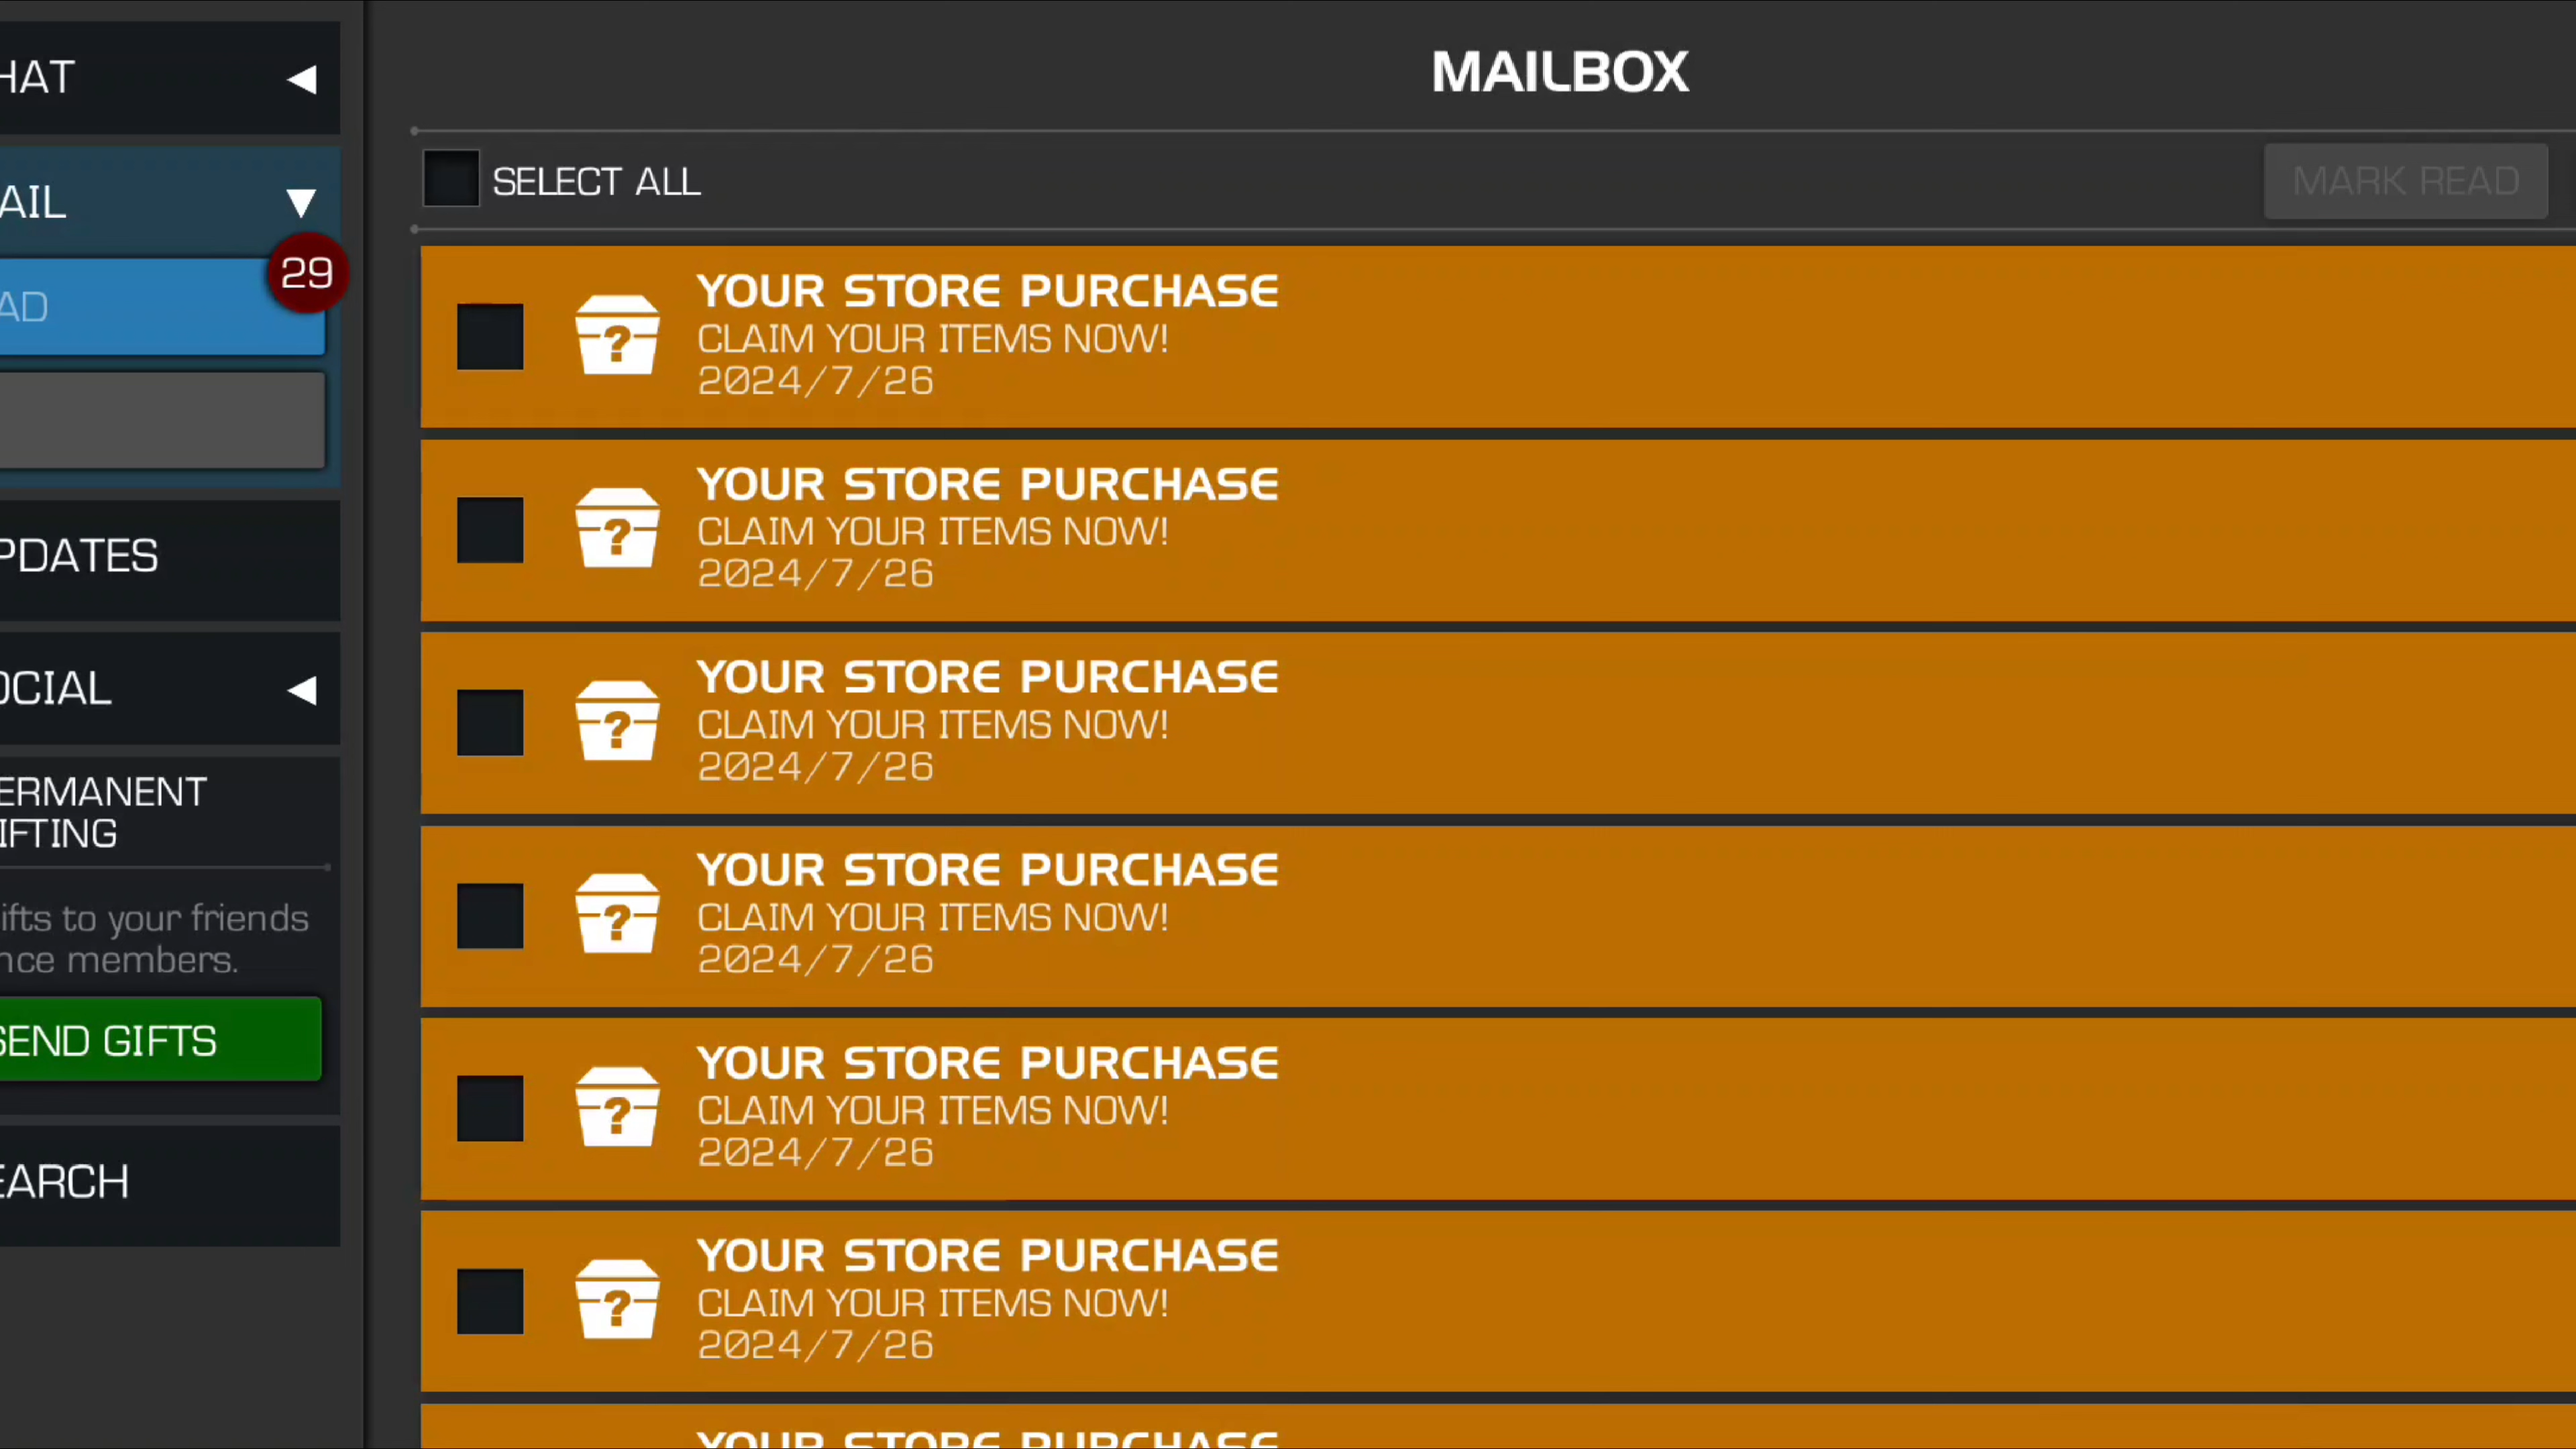 HAT
AIL
29
AD
PDATES
OCIAL
ERMANENT
IFTING
ifts to your friends
nce members.
SEND GIFTS
EARCH
MAILBOX
SELECT ALL
MARK READ
YOUR STORE PURCHASE
CLAIM YOUR ITEMS NOW!
2024/7/26
YOUR STORE PURCHASE
CLAIM YOUR ITEMS NOW!
2024/7/26
YOUR STORE PURCHASE
CLAIM YOUR ITEMS NOW!
2024/7/26
YOUR STORE PURCHASE
CLAIM YOUR ITEMS NOW!
2024/7/26
YOUR STORE PURCHASE
CLAIM YOUR ITEMS NOW!
2024/7/26
YOUR STORE PURCHASE
CLAIM YOUR ITEMS NOW!
2024/7/26
YOUR STORE PURCHASE